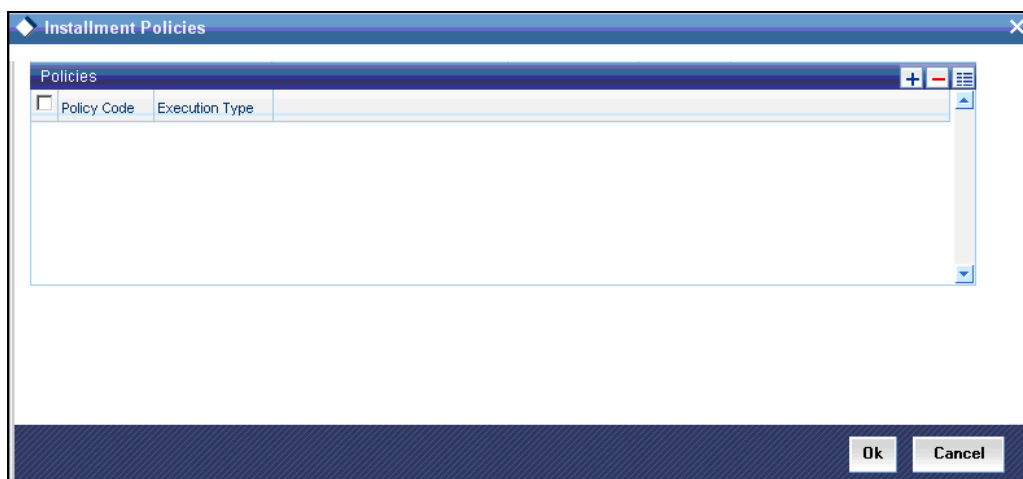 Installment Policies
Policies
Policy Code Execution Type
Ok Cancel